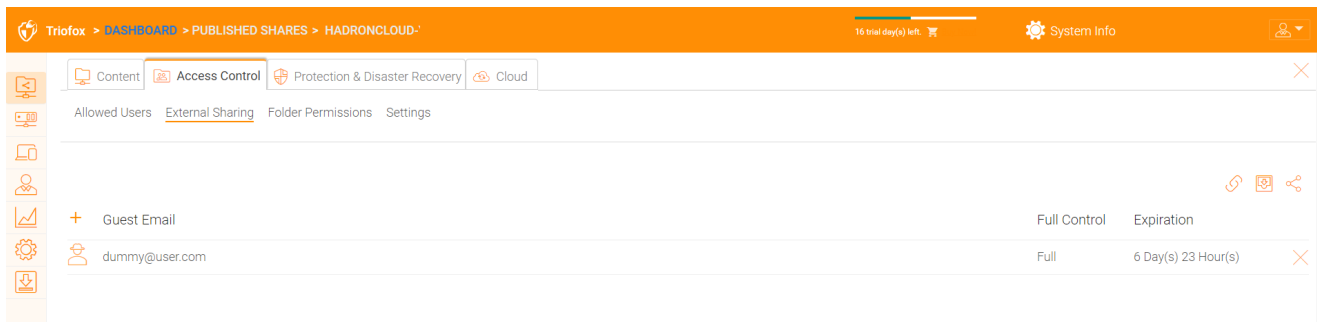 Triofox > DASHBOARD > PUBLISHED SHARES > HADRONCLOUD-'
16 trial day(s) left.
System Info
Content Access Control Protection & Disaster Recovery Cloud
Allowed Users External Sharing Folder Permissions Settings
+ Guest Email Full Control Expiration
dummy@user.com Full 6 Day(s) 23 Hour(s)